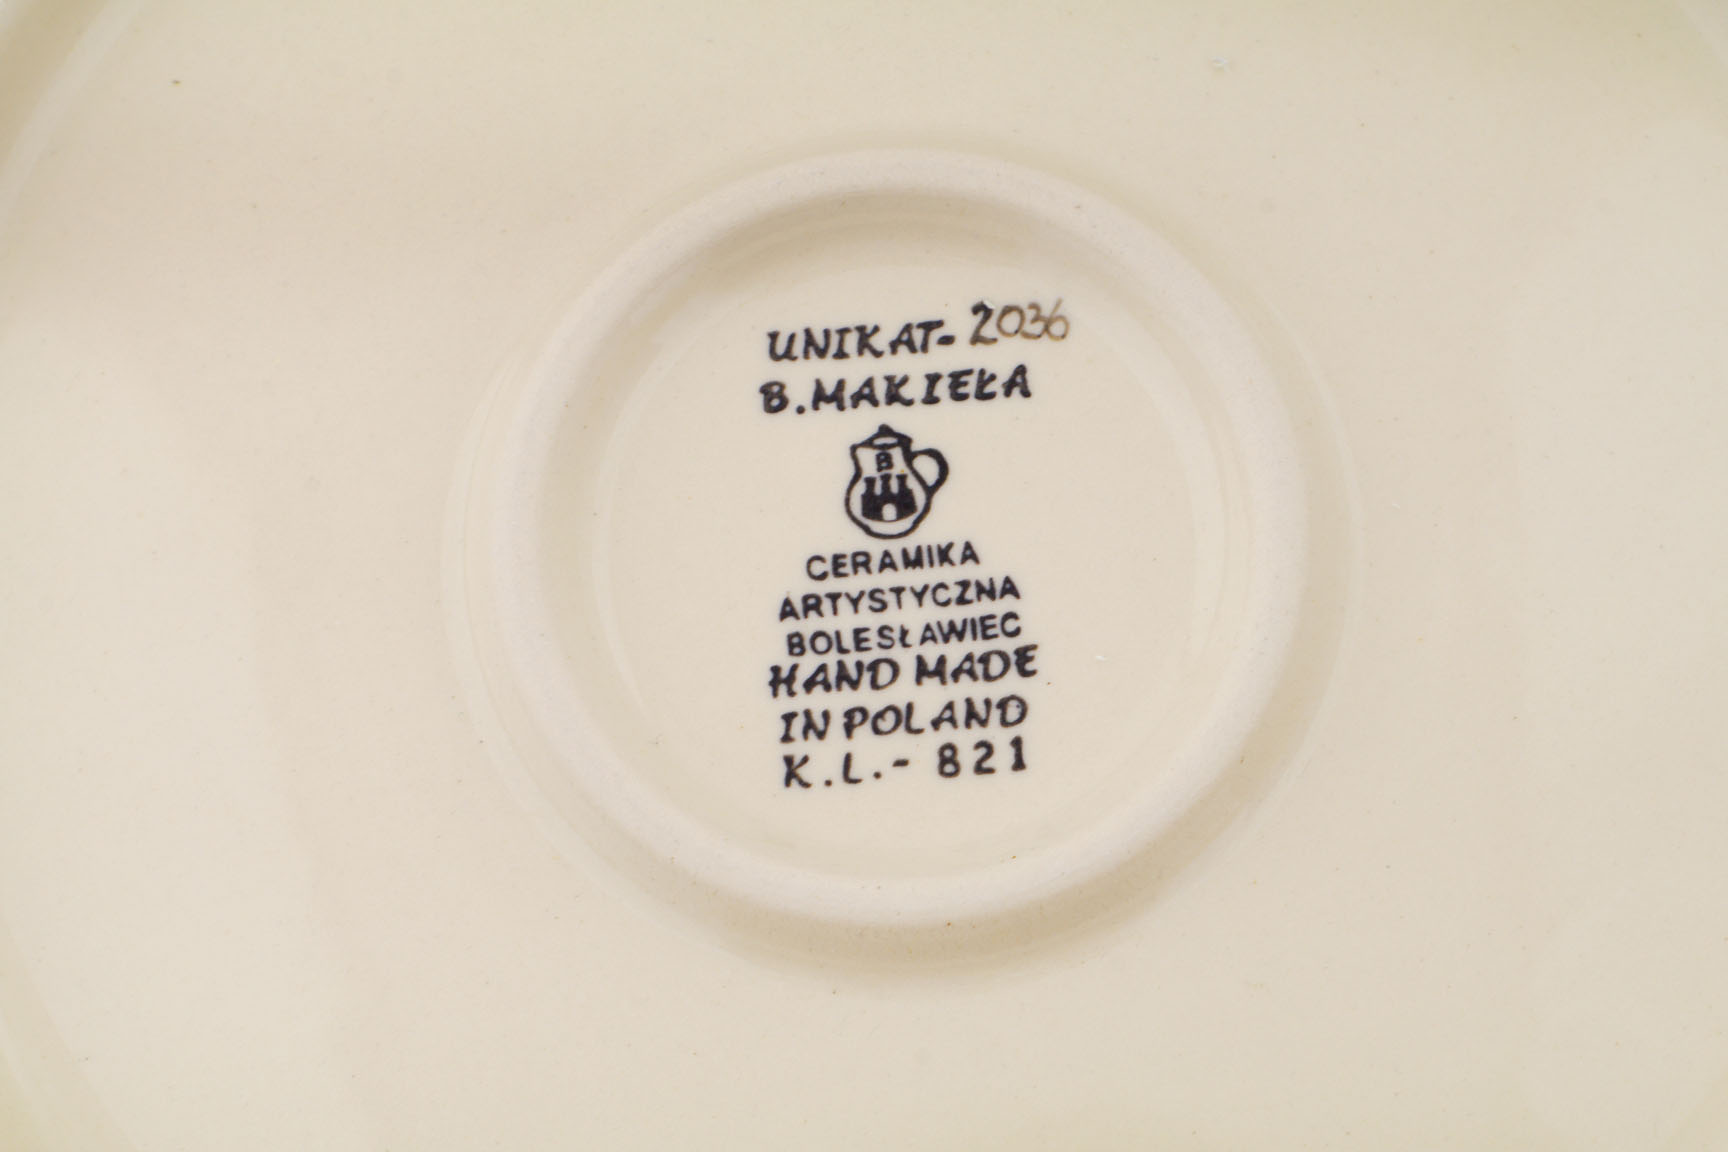 UNIKAT- 2036
B. MAKIEŁA
B
CERAMIKA
ARTYSTYCZNA
BOLESŁAWIEC
HAND MADE
IN POLAND
K.L.- 821